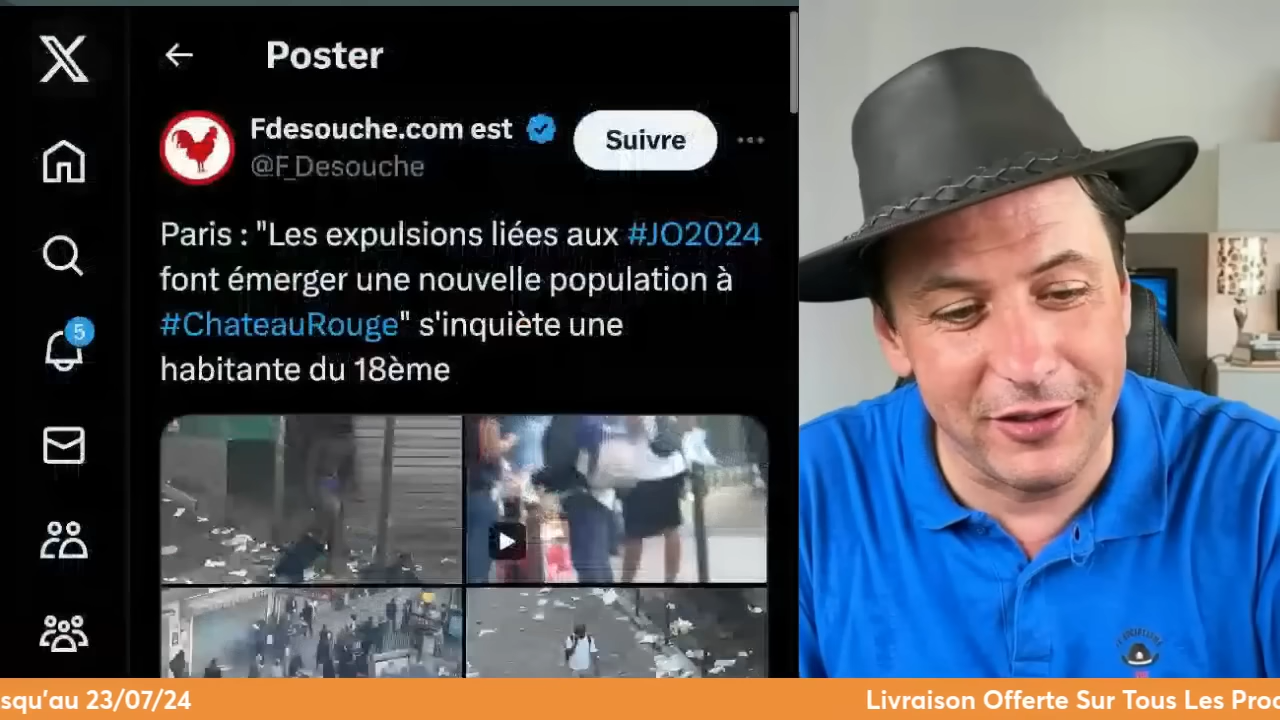 Poster
Fdesouche.com est
@F_Desouche
Suivre
Paris : "Les expulsions liées aux #JO2024
font émerger une nouvelle population à
#ChateauRouge" s'inquiète une
habitante du 18ème
5
squ'au 23/07/24
Livraison Offerte Sur Tous Les Proc